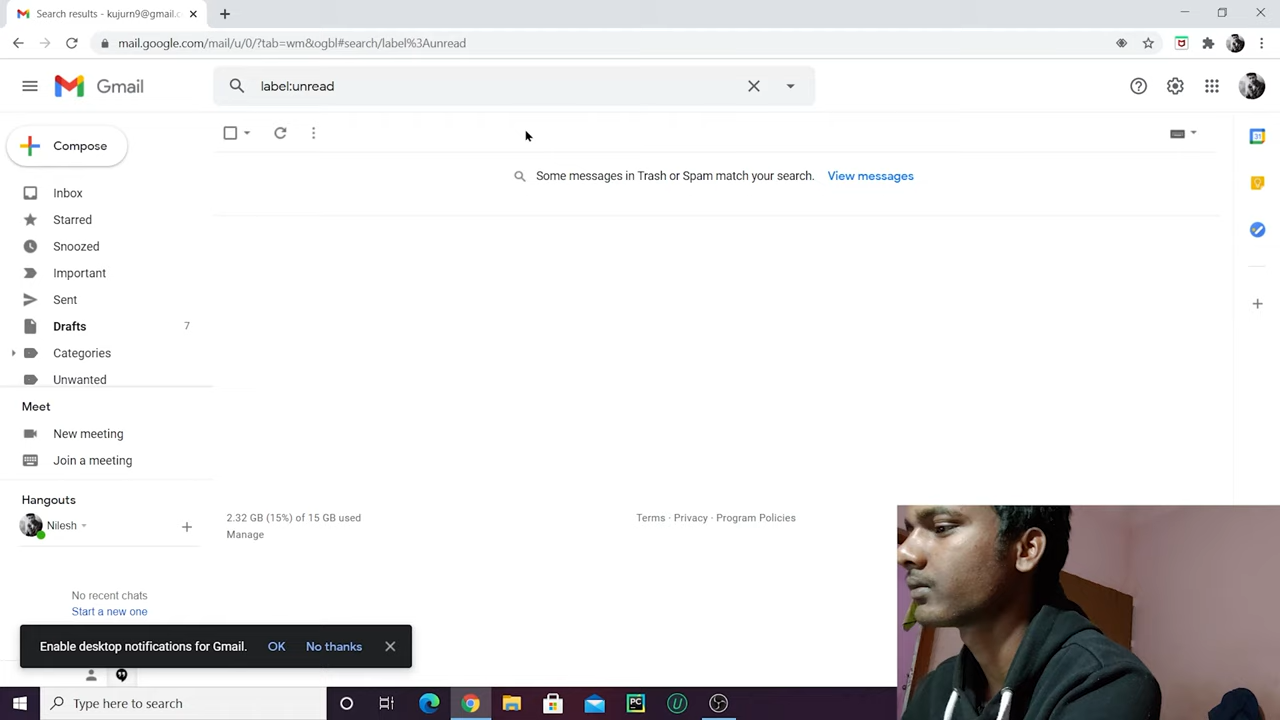 Search results - kujurn9@gmail.c
mail.google.com/mail/u/0/?tab=wm&ogbl#search/label%3Aunread
Gmail
label:unread
Compose
Some messages in Trash or Spam match your search. View messages
Inbox
Starred
Snoozed
Important
Sent
Drafts 7
Categories
Unwanted
Meet
New meeting
Join a meeting
Hangouts
Nilesh
No recent chats
Start a new one
2.32 GB (15%) of 15 GB used
Manage
Terms · Privacy · Program Policies
Enable desktop notifications for Gmail. OK No thanks
Type here to search
31
PC
U